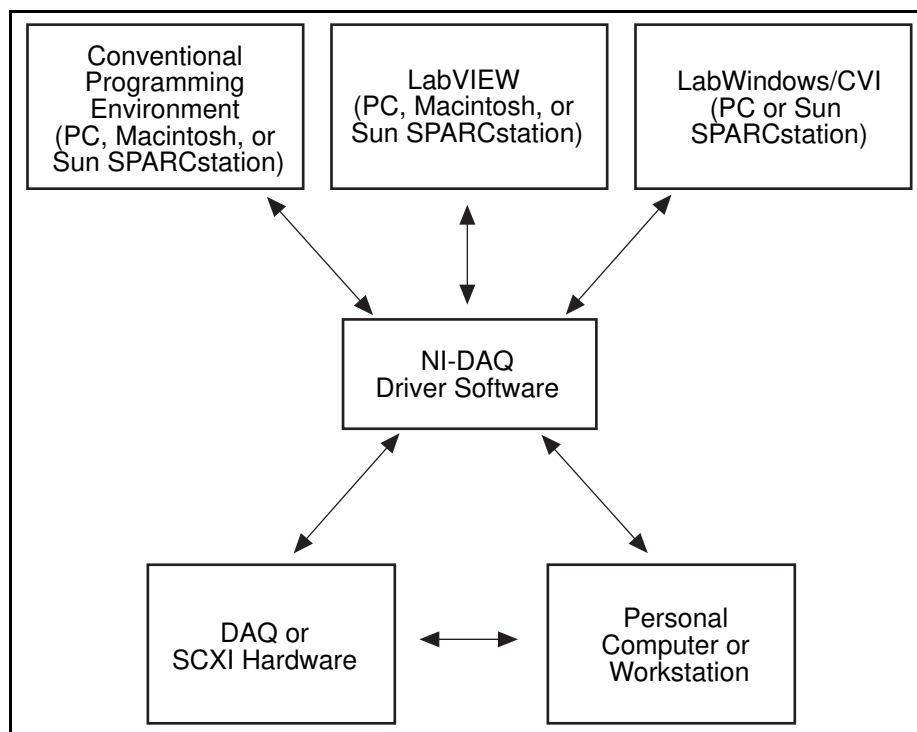 Conventional
Programming
Environment
(PC, Macintosh, or
Sun SPARCstation)
LabVIEW
(PC, Macintosh, or
Sun SPARCstation)
LabWindows/CVI
(PC or Sun
SPARCstation)
NI-DAQ
Driver Software
DAQ or
SCXI Hardware
Personal
Computer or
Workstation